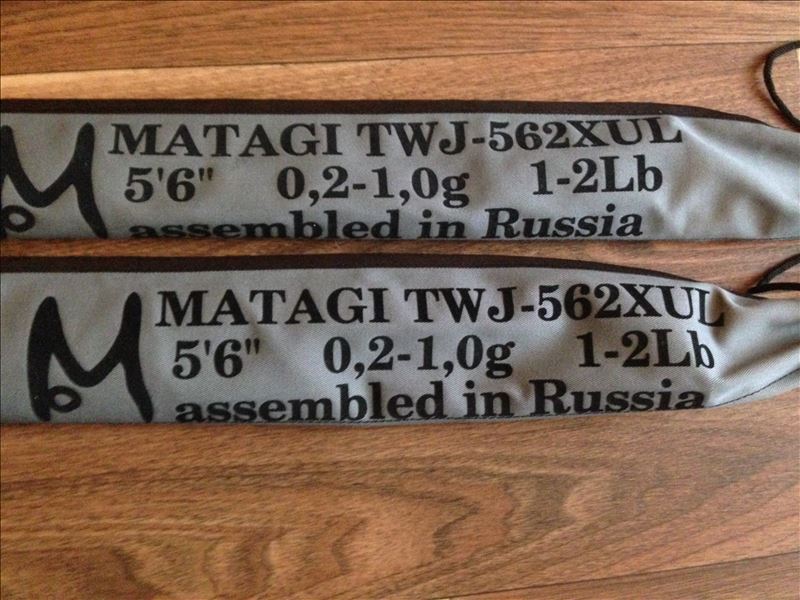 MATAGI TWJ-562XUL
5'6" 0,2-1,0g 1-2Lb
assembled in Russia
M MATAGI TWJ-562XUL
5'6" 0,2-1,0g 1-2Lb
assembled in Russia